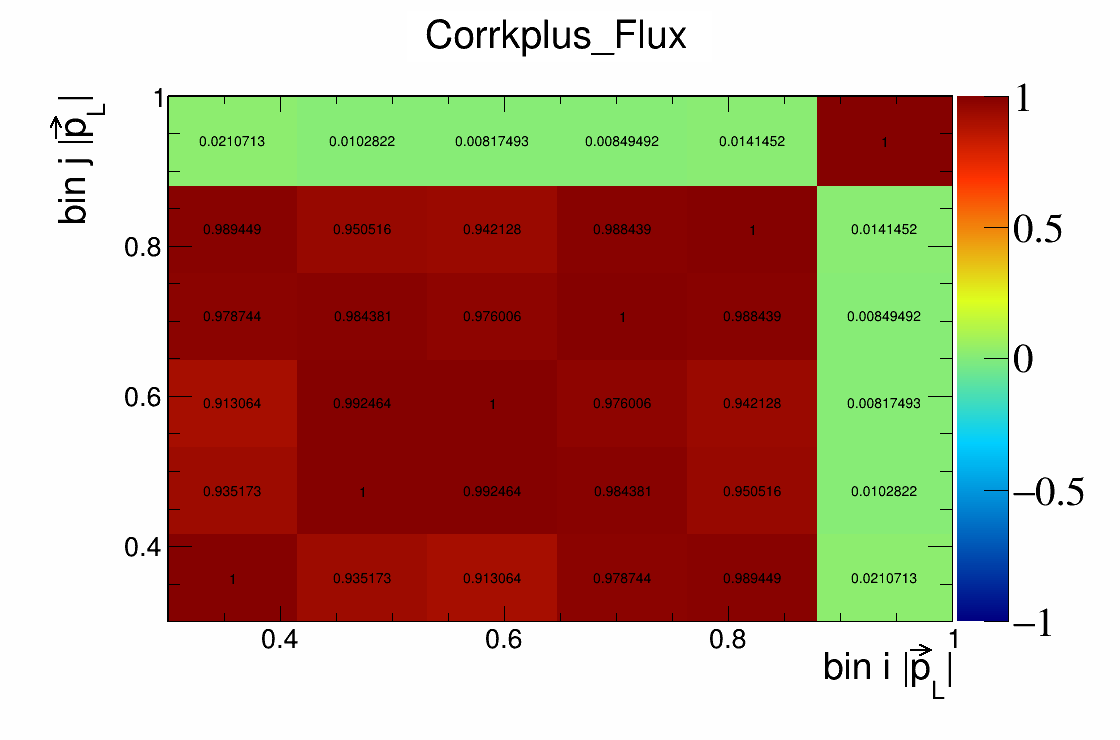 Corrkplus_Flux
bin j |p⃗_L|
1
0.8
0.6
0.4
0.0210713 0.0102822 0.00817493 0.00849492 0.0141452 1
0.989449 0.950516 0.942128 0.988439 1 0.0141452
0.978744 0.984381 0.976006 1 0.988439 0.00849492
0.913064 0.992464 1 0.976006 0.942128 0.00817493
0.935173 1 0.992464 0.984381 0.950516 0.0102822
1 0.935173 0.913064 0.978744 0.989449 0.0210713
0.4 0.6 0.8 1
bin i |p⃗_L|
1
0.5
0
−0.5
−1